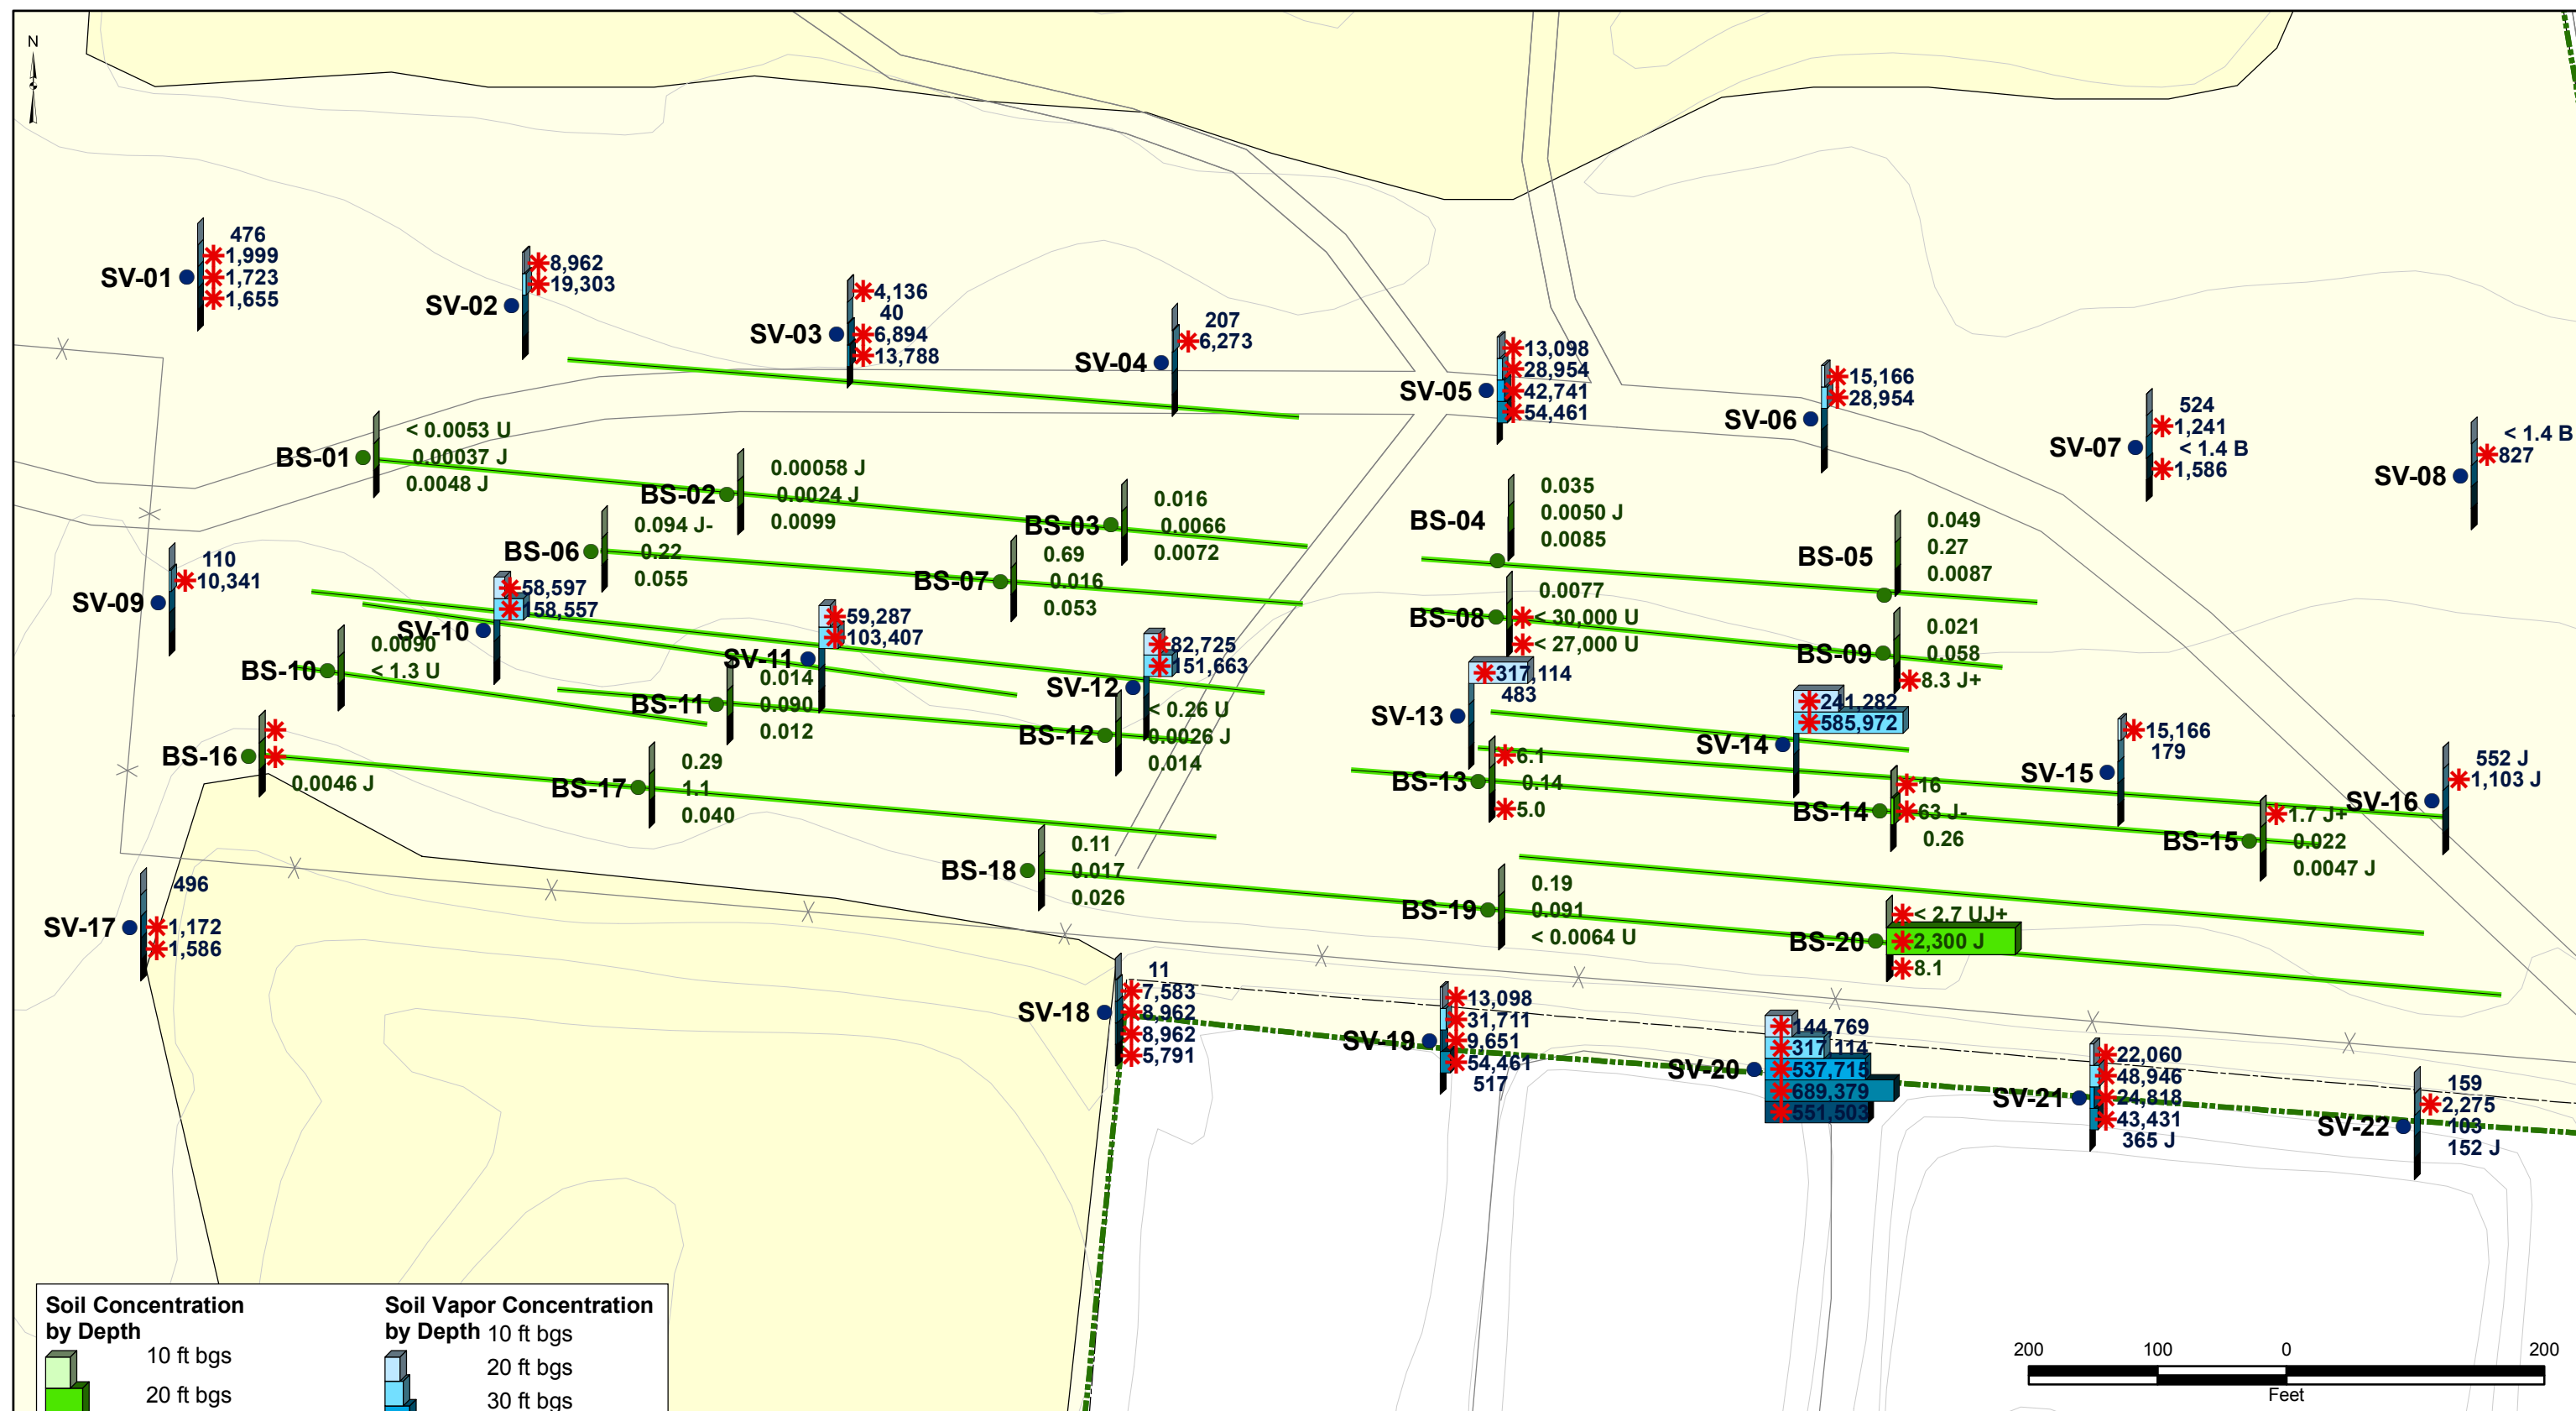 N
476
1,999
SV-01
1,723
1,655
8,962
19,303
SV-02
4,136
40
SV-03
6,894
13,788
207
6,273
SV-04
13,098
28,954
SV-05
42,741
54,461
15,166
28,954
SV-06
524
1,241
SV-07
< 1.4 B
1,586
< 1.4 B
827
SV-08
< 0.0053 U
BS-01
0.00037 J
0.0048 J
0.00058 J
BS-02
0.0024 J
0.0099
0.016
BS-03
0.0066
0.0072
0.035
BS-04
0.0050 J
0.0085
0.049
BS-05
0.27
0.0087
0.094 J-
BS-06
0.22
0.055
0.69
BS-07
0.016
0.053
0.0077
BS-08
< 30,000 U
< 27,000 U
0.021
BS-09
0.058
8.3 J+
110
10,341
SV-09
58,597
158,557
SV-10
59,287
103,407
SV-11
82,725
151,663
SV-12
317,114
483
SV-13
241,282
585,972
SV-14
15,166
179
SV-15
552 J
1,103 J
SV-16
0.0090
BS-10
< 1.3 U
0.014
BS-11
0.090
0.012
< 0.26 U
BS-12
0.0026 J
0.014
6.1
BS-13
0.14
5.0
16
BS-14
63 J-
0.26
1.7 J+
BS-15
0.022
0.0047 J
BS-16
0.0046 J
0.29
BS-17
1.1
0.040
0.11
BS-18
0.017
0.026
0.19
BS-19
0.091
< 0.0064 U
< 2.7 UJ+
BS-20
2,300 J
8.1
496
SV-17
1,172
1,586
11
7,583
SV-18
8,962
8,962
5,791
13,098
31,711
SV-19
9,651
54,461
517
144,769
317,114
SV-20
537,715
689,379
551,503
22,060
48,946
SV-21
24,818
43,431
365 J
159
2,275
SV-22
103
152 J
Soil Concentration
by Depth
10 ft bgs
20 ft bgs
Soil Vapor Concentration
by Depth
10 ft bgs
20 ft bgs
30 ft bgs
200 100 0 200
Feet